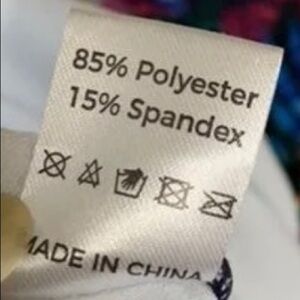 85% Polyester
15% Spandex
MADE IN CHINA